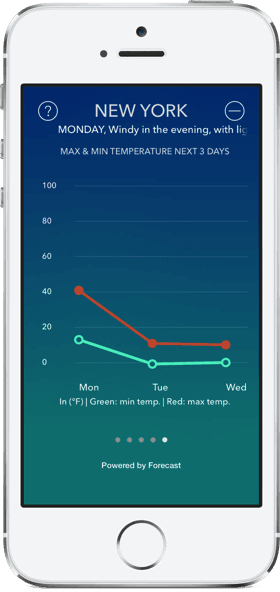 NEW YORK
MONDAY, Windy in the evening, with
MAX & MIN TEMPERATURE NEXT 3 DAYS
100
80
60
40
20
0
Mon Tue Wed
In (°F) | Green: min temp. | Red: max temp.
Powered by Forecast